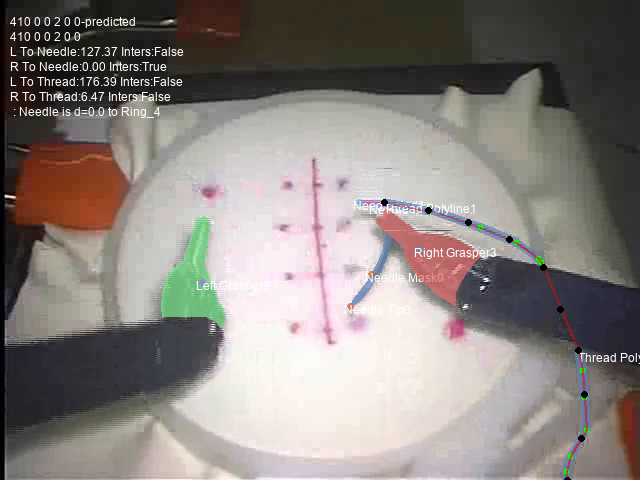 410 0 0 2 0 0-predicted
410 0 0 2 0 0
L To Needle:127.37 Inters:False
R To Needle:0.00 Inters:True
L To Thread:176.39 Inters:False
R To Thread:6.47 Inters:False
: Needle is d=0.0 to Ring_4
Polyline1
Right Grasper3
Needle Mask0
Left Grasper2
Needle Tip0
Thread Poly